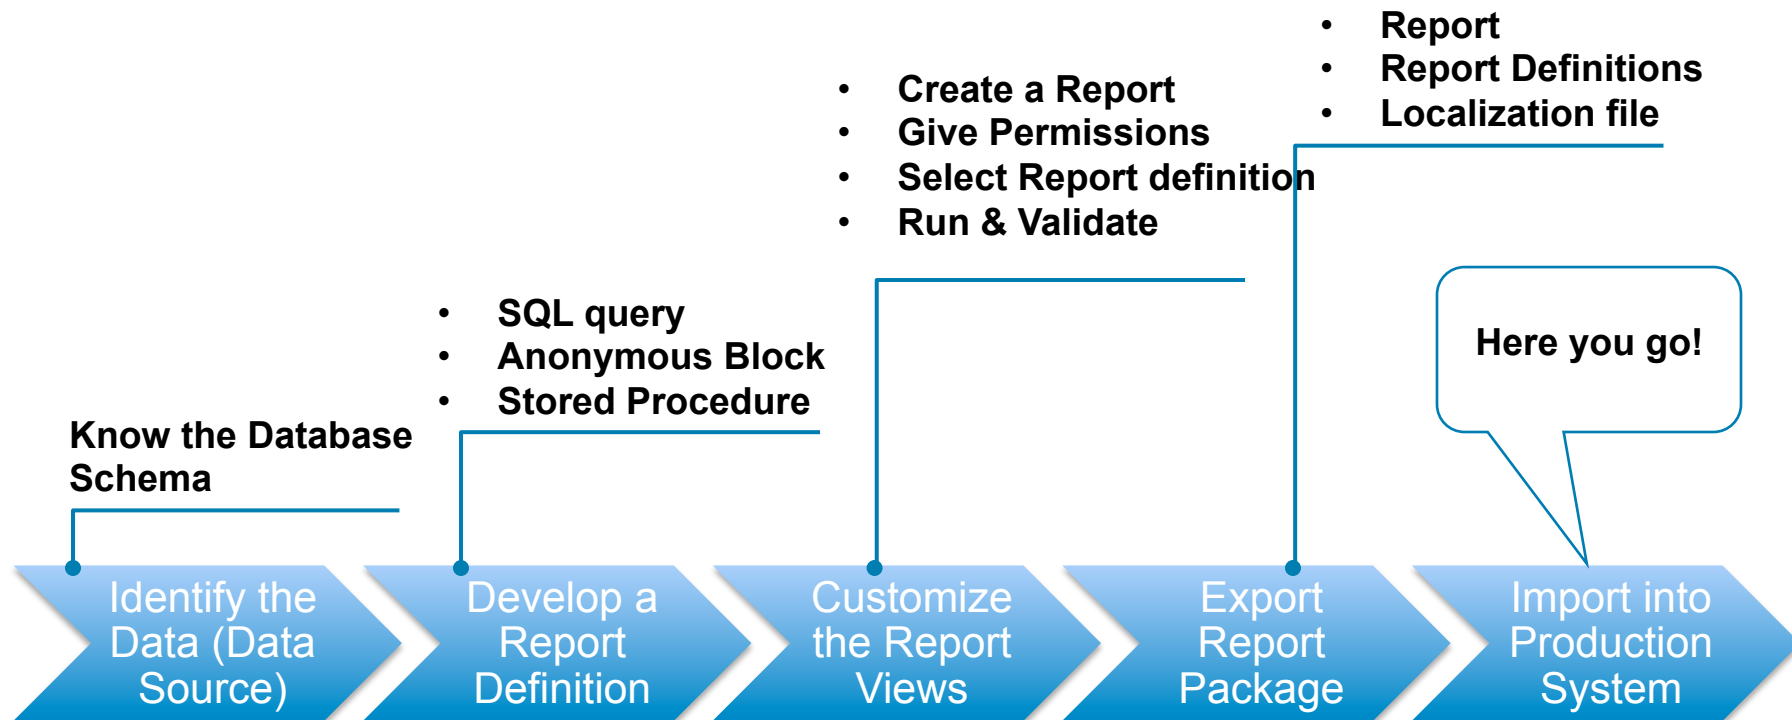 Know the Database
Schema
• SQL query
• Anonymous Block
• Stored Procedure
• Create a Report
• Give Permissions
• Select Report definition
• Run & Validate
• Report
• Report Definitions
• Localization file
Here you go!
Identify the
Data (Data
Source)
Develop a
Report
Definition
Customize
the Report
Views
Export
Report
Package
Import into
Production
System